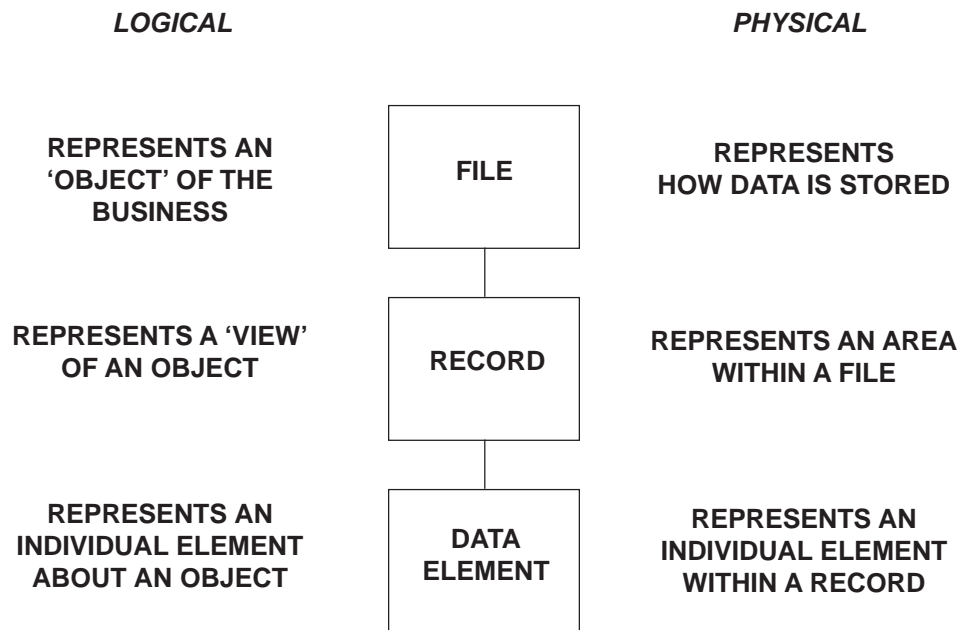 LOGICAL
PHYSICAL
REPRESENTS AN
‘OBJECT’ OF THE
BUSINESS
FILE
REPRESENTS
HOW DATA IS STORED
REPRESENTS A ‘VIEW’
OF AN OBJECT
RECORD
REPRESENTS AN AREA
WITHIN A FILE
REPRESENTS AN
INDIVIDUAL ELEMENT
ABOUT AN OBJECT
DATA
ELEMENT
REPRESENTS AN
INDIVIDUAL ELEMENT
WITHIN A RECORD